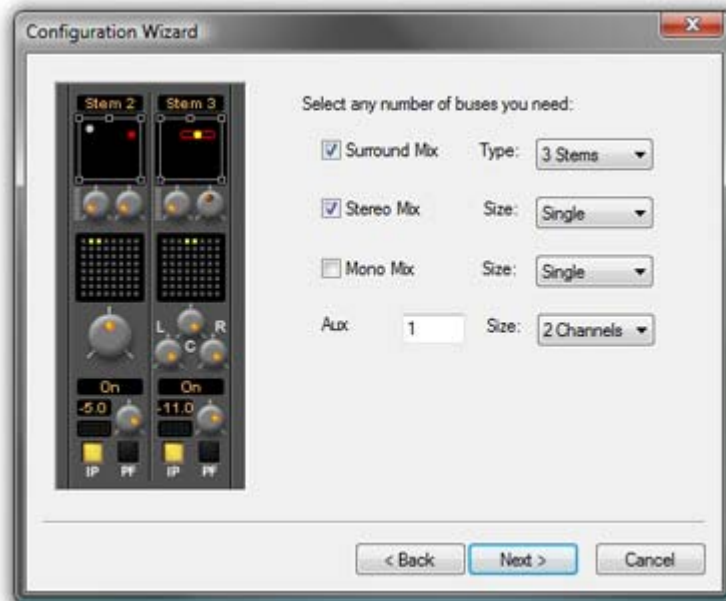 Configuration Wizard
Stem 2 Stem 3
L R
C
On On
-5.0 -11.0
IP PF IP PF
Select any number of buses you need:
Surround Mix Type: 3 Stems
Stereo Mix Size: Single
Mono Mix Size: Single
Aux 1 Size: 2 Channels
< Back Next > Cancel